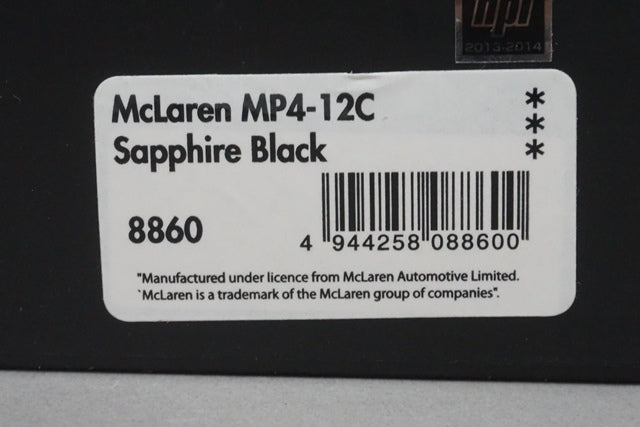 hpi
2013-2014
McLaren MP4-12C
Sapphire Black
***
8860
4 944258 088600
"Manufactured under licence from McLaren Automotive Limited.
`McLaren is a trademark of the McLaren group of companies".